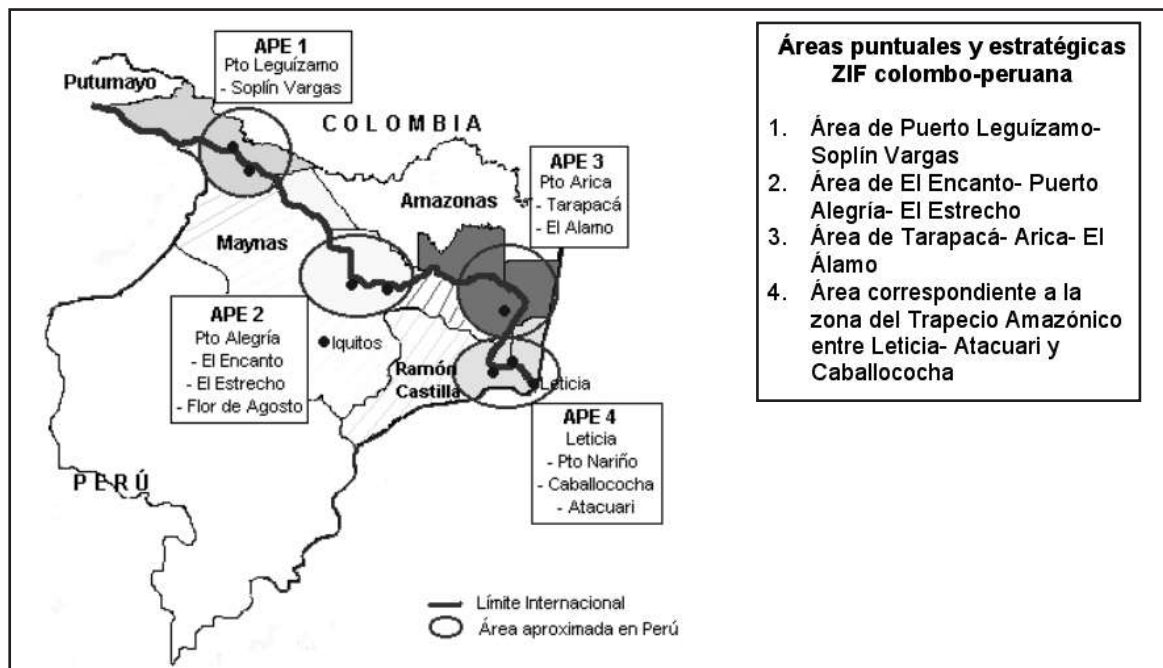 APE 1
Pto Leguízamo
- Soplín Vargas
Putumayo
COLOMBIA
APE 3
Pto Arica
- Tarapacá
- El Alamo
Amazonas
Maynas
APE 2
Pto Alegría
- El Encanto
- El Estrecho
- Flor de Agosto
Iquitos
Ramón
Castilla
Leticia
APE 4
Leticia
- Pto Nariño
- Caballococha
- Atacuari
PERÚ
Límite Internacional
Área aproximada en Perú
Áreas puntuales y estratégicas
ZIF colombo-peruana
1. Área de Puerto Leguízamo-
Soplín Vargas
2. Área de El Encanto- Puerto
Alegría- El Estrecho
3. Área de Tarapacá- Arica- El
Álamo
4. Área correspondiente a la
zona del Trapecio Amazónico
entre Leticia- Atacuari y
Caballococha